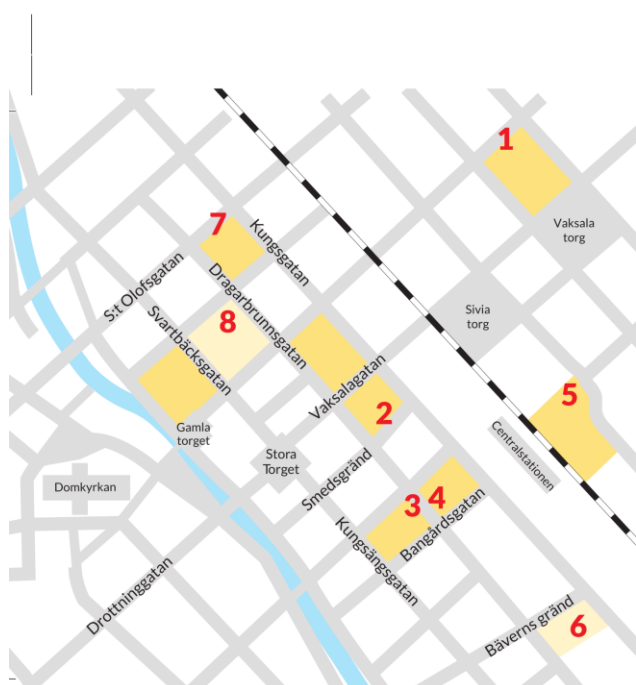 1
Vaksala
torg
7
Kungsgatan
S:t Olofsgatan
Dragarbrunnsgatan
Svartbäcksgatan
8
Sivia
torg
Vaksalagatan
2
5
Gamla
torget
Stora
Torget
Centralstationen
Smedsgränd
Domkyrkan
3
4
Bangårdsgatan
Kungsängsgatan
Drottninggatan
Bäverns gränd
6